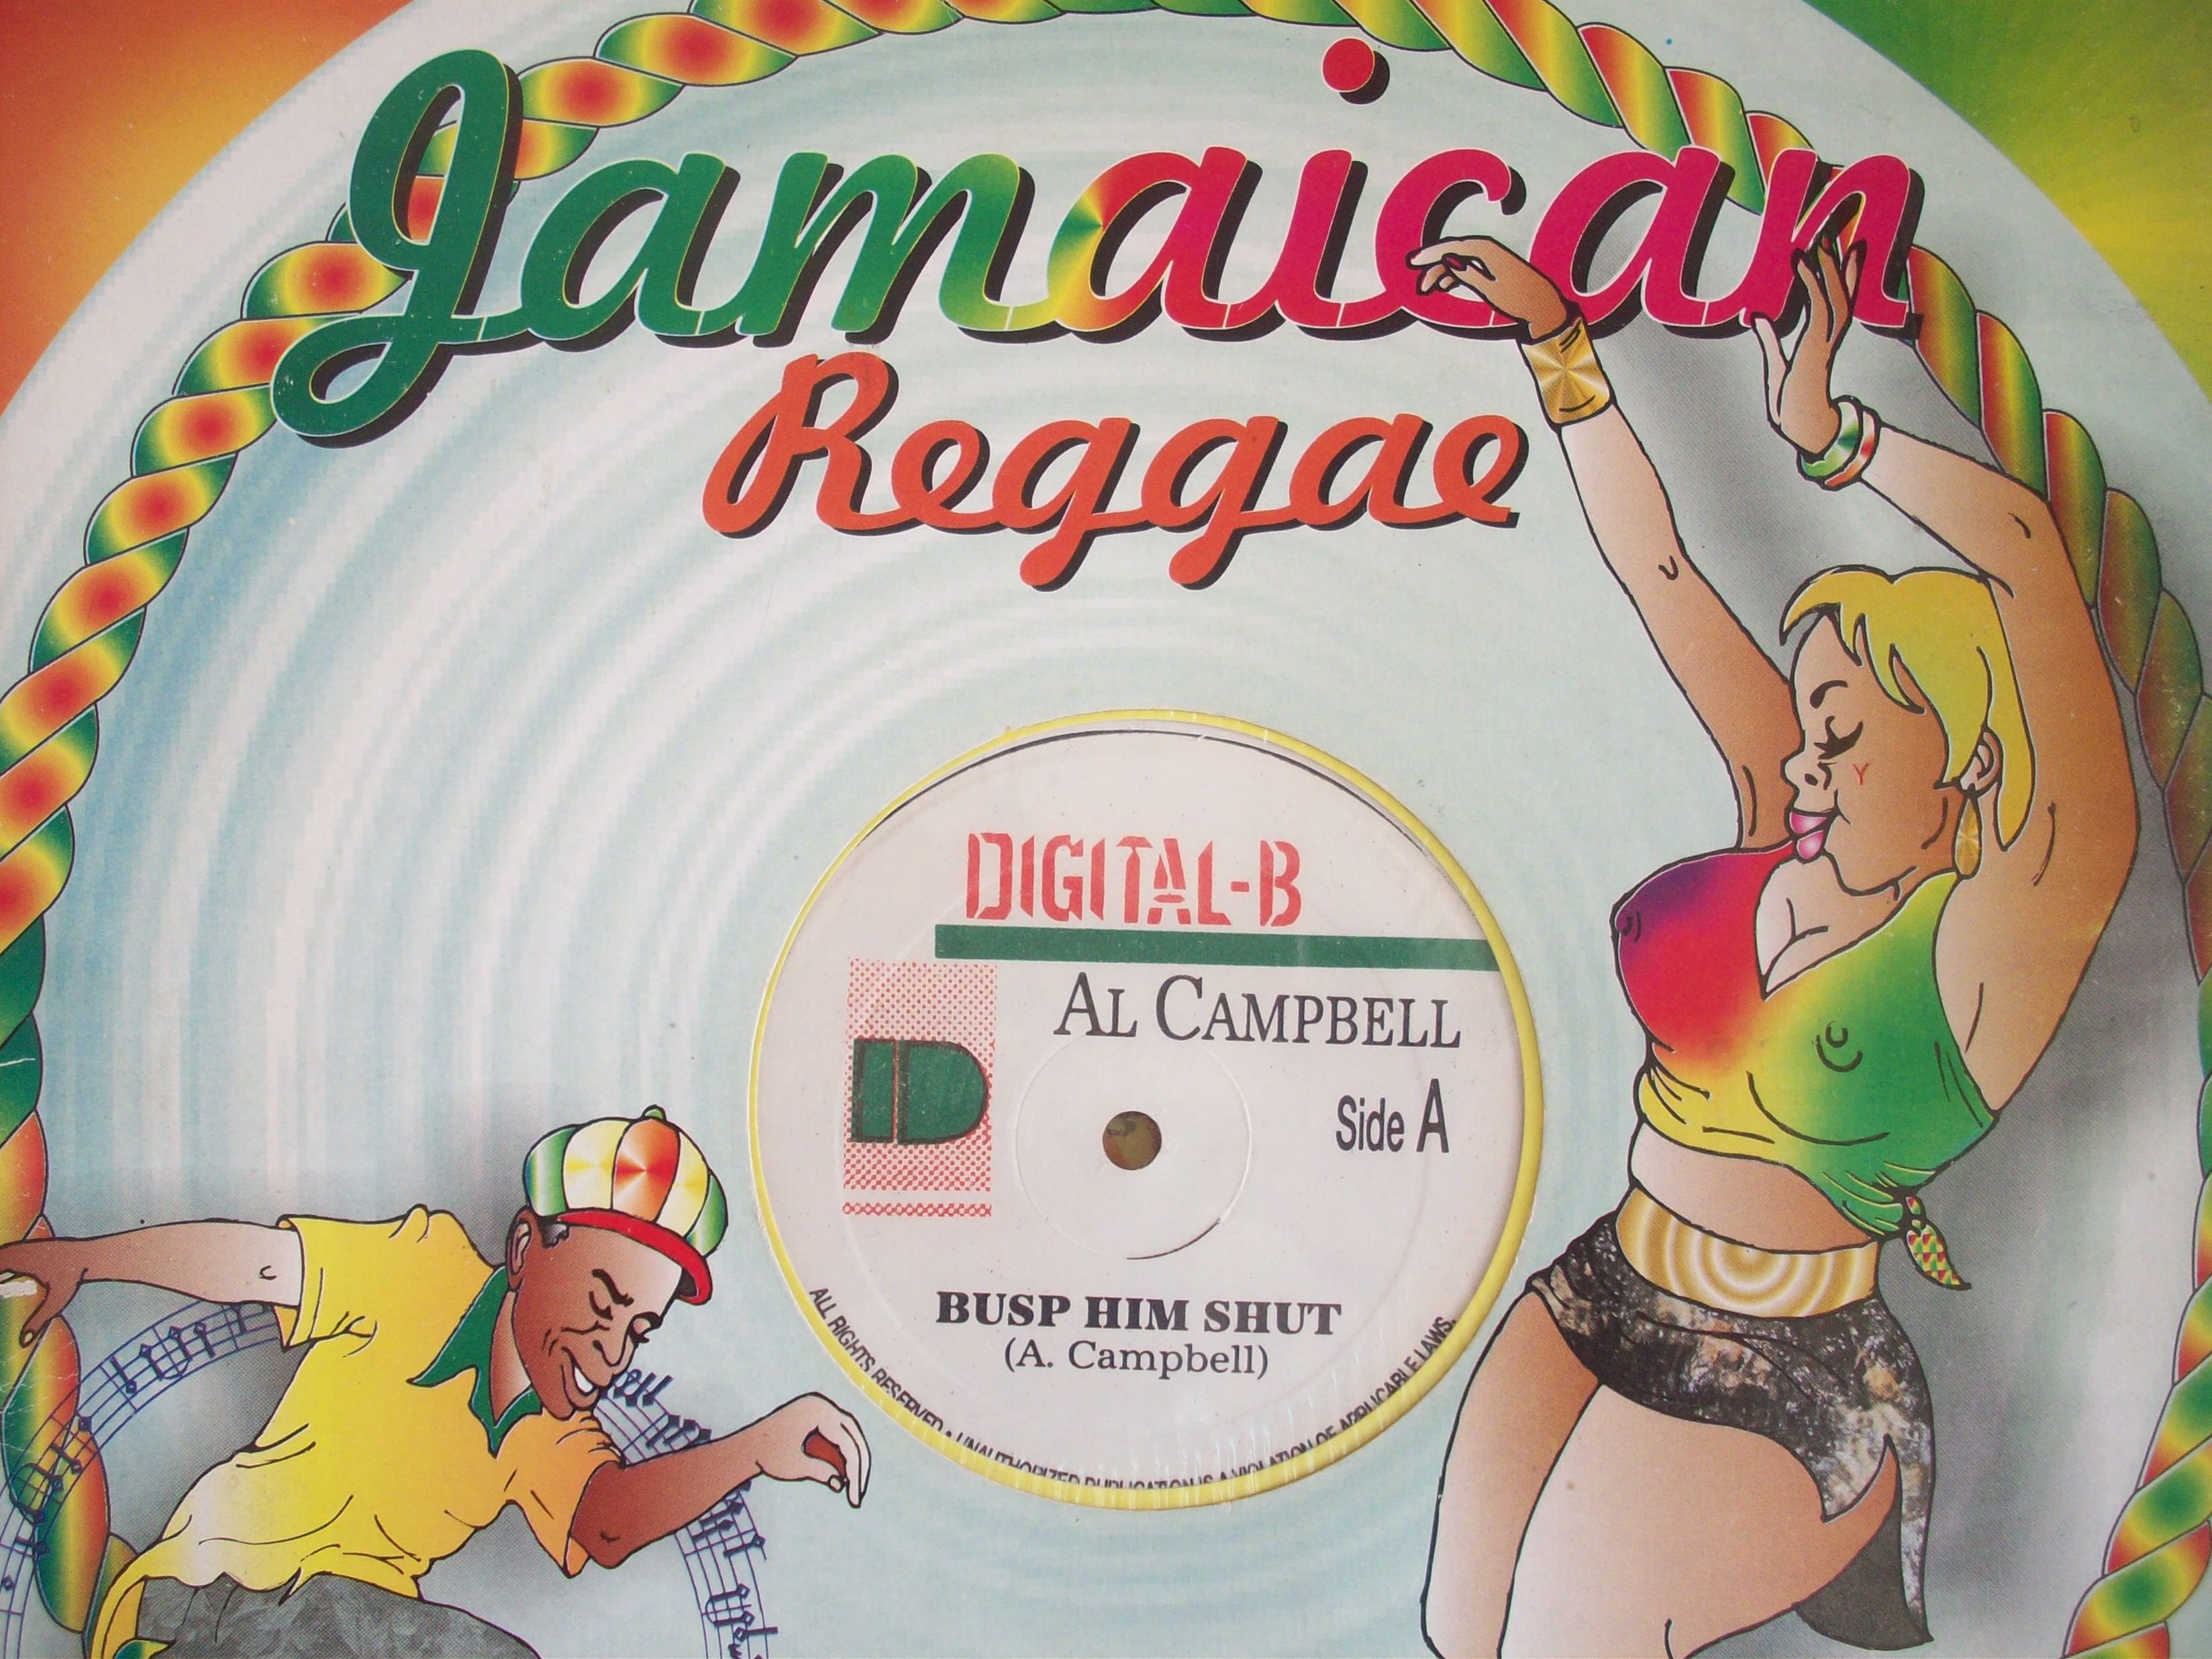 Jamaican
Reggae
DIGITAL-B
AL CAMPBELL
D
Side A
BUSP HIM SHUT
(A. Campbell)
ALL RIGHTS RESERVED • UNAUTHORIZED DUPLICATION IS A VIOLATION OF APPLICABLE LAWS.